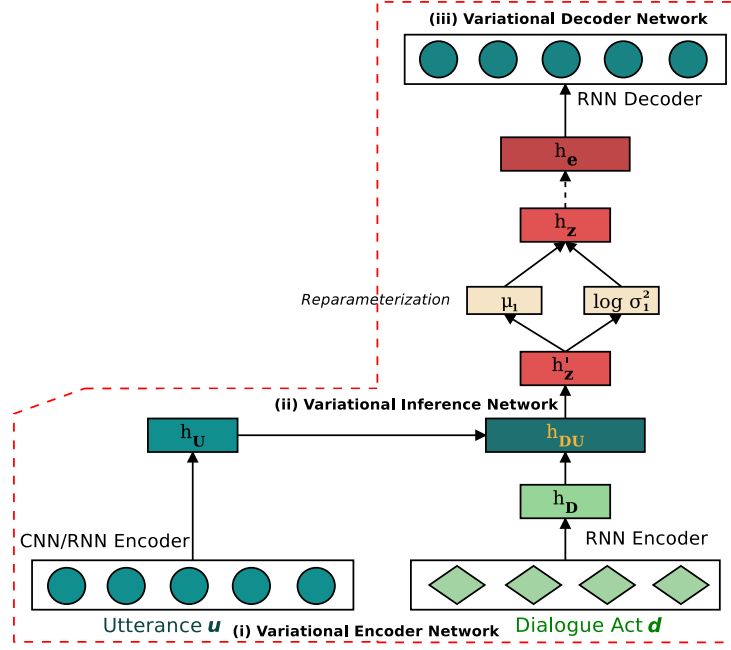 (iii) Variational Decoder Network
RNN Decoder
h_e
h_z
Reparameterization
μ₁
log σ₁²
h'_z
(ii) Variational Inference Network
h_U
h_DU
h_D
CNN/RNN Encoder
RNN Encoder
Utterance u
Dialogue Act d
(i) Variational Encoder Network